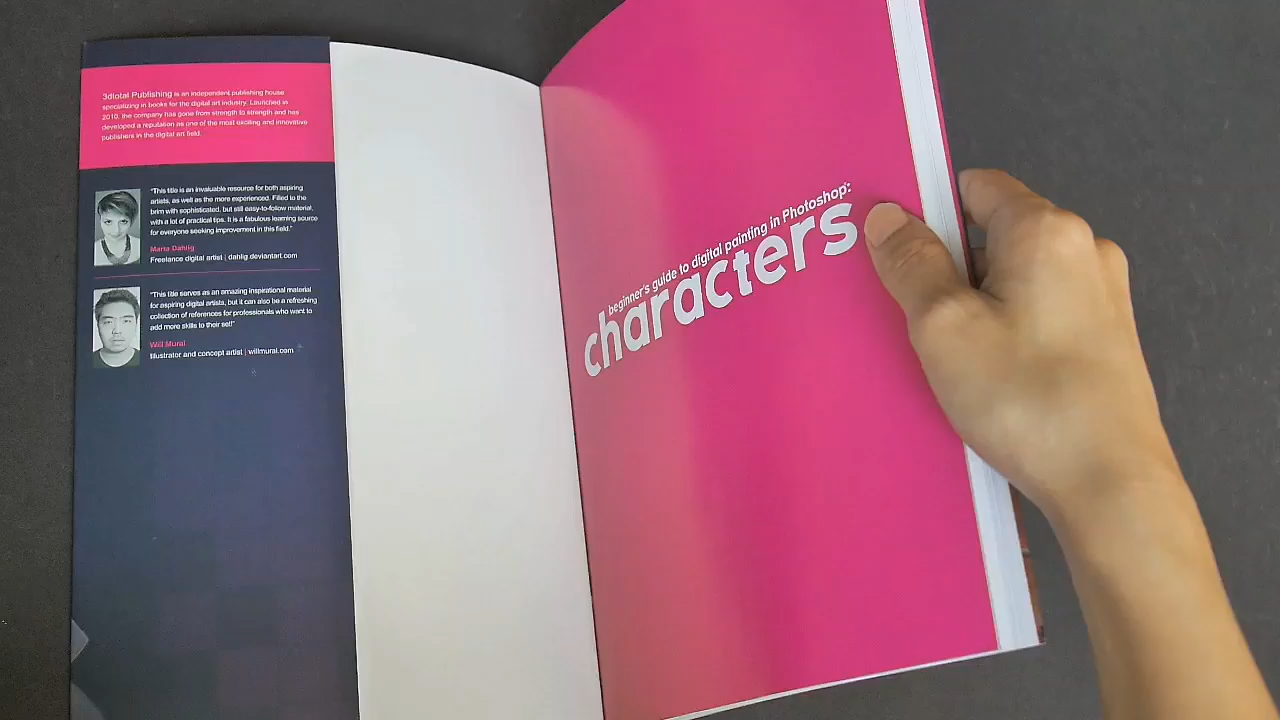 3dtotal Publishing is an independent publishing house
specializing in books for the digital art industry. Launched in
2010, the company has gone from strength to strength and has
developed a reputation as one of the most exciting and innovative
publishers in the digital art field.
"This title is an invaluable resource for both aspiring
artists, as well as the more experienced. Filled to the
brim with sophisticated, but still easy-to-follow material,
with a lot of practical tips. It is a fabulous learning source
for everyone seeking improvement in this field."
Marta Dahlig
Freelance digital artist | dahlig.deviantart.com
"This title serves as an amazing inspirational material
for aspiring digital artists, but it can also be a refreshing
collection of references for professionals who want to
add more skills to their set!"
Will Murai
Illustrator and concept artist | willmurai.com
beginner's guide to digital painting in Photoshop:
characters